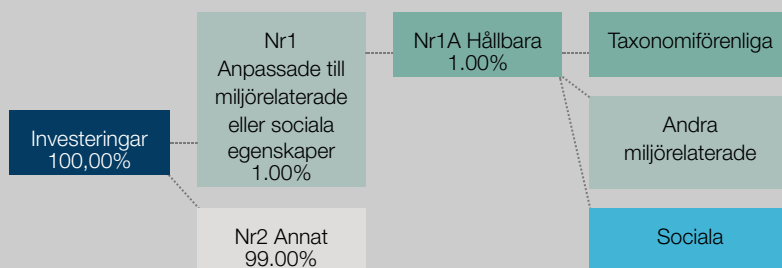 Investeringar
100,00%
Nr1
Anpassade till
miljörelaterade
eller sociala
egenskaper
1.00%
Nr2 Annat
99.00%
Nr1A Hållbara
1.00%
Taxonomiförenliga
Andra
miljörelaterade
Sociala